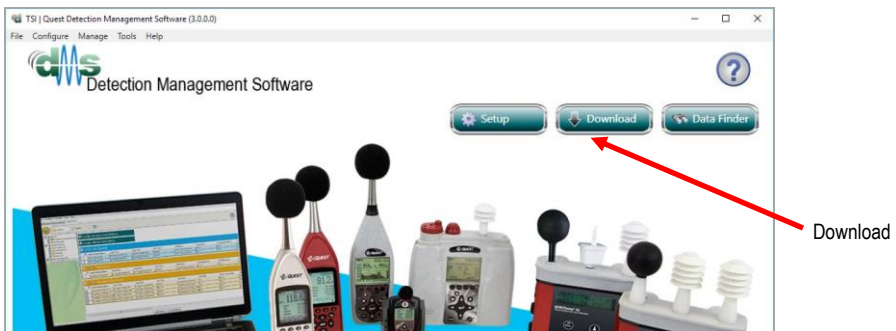 TSI | Quest Detection Management Software (3.0.0.0)
File Configure Manage Tools Help
dms
Detection Management Software
?
Setup Download Data Finder
Download